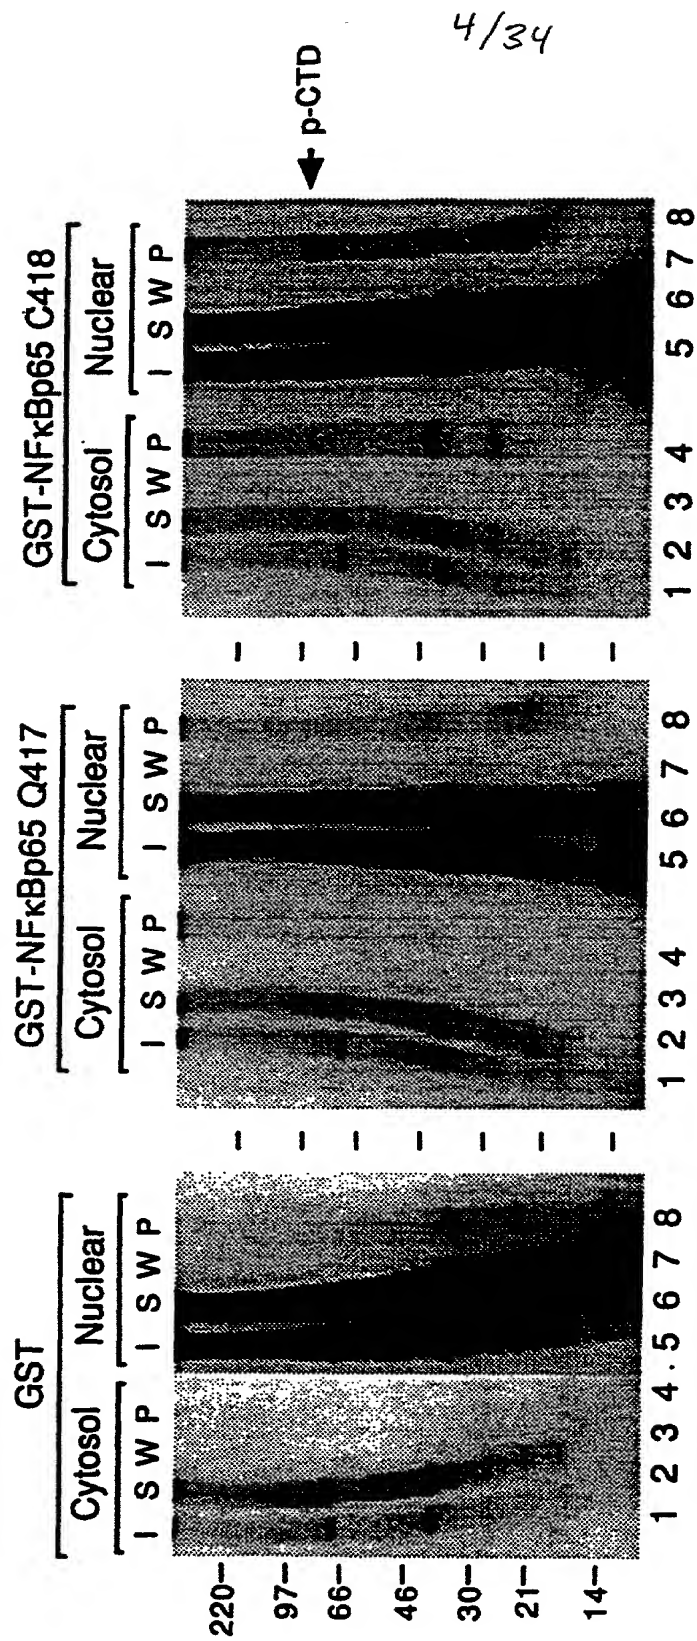 4/34
GST
GST-NFκBp65 Q417
GST-NFκBp65 C418
Cytosol Nuclear
Cytosol Nuclear
Cytosol Nuclear
I S W P I S W P
I S W P I S W P
I S W P I S W P
220–
97–
66–
46–
30–
21–
14–
p-CTD
1 2 3 4 · 5 6 7 8
1 2 3 4 5 6 7 8
1 2 3 4 5 6 7 8